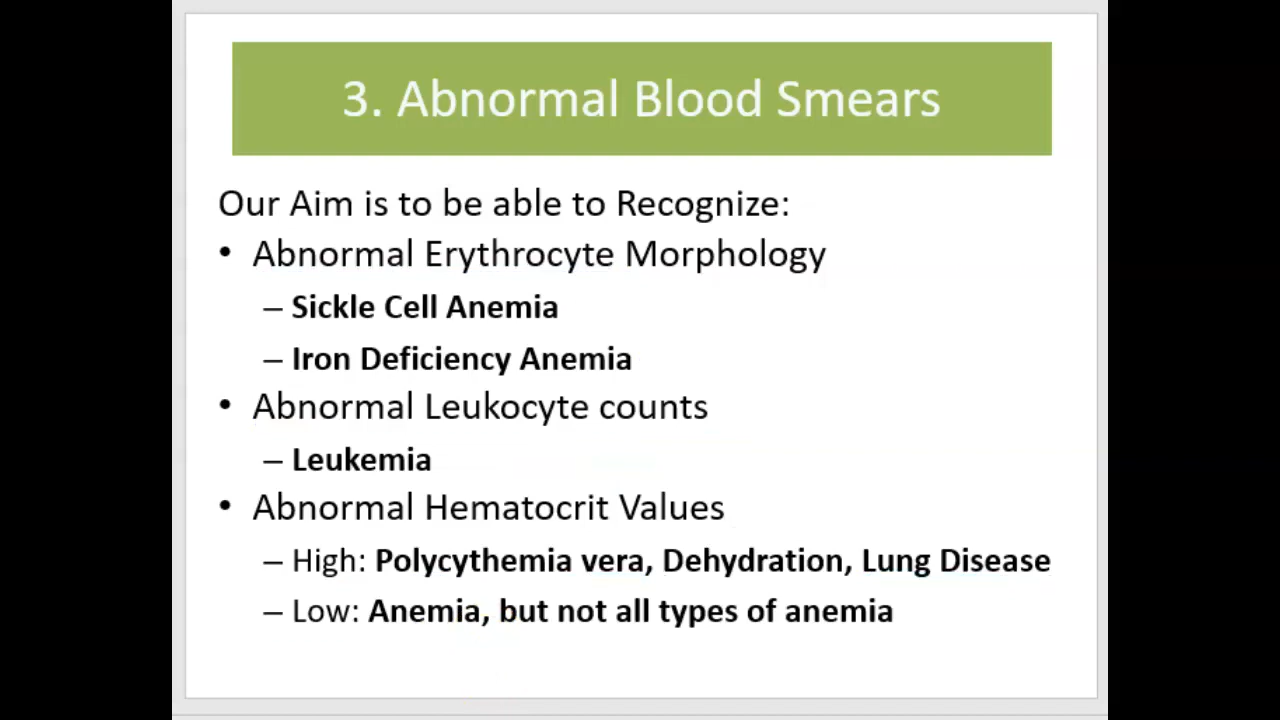 3. Abnormal Blood Smears
Our Aim is to be able to Recognize:
• Abnormal Erythrocyte Morphology
– Sickle Cell Anemia
– Iron Deficiency Anemia
• Abnormal Leukocyte counts
– Leukemia
• Abnormal Hematocrit Values
– High: Polycythemia vera, Dehydration, Lung Disease
– Low: Anemia, but not all types of anemia